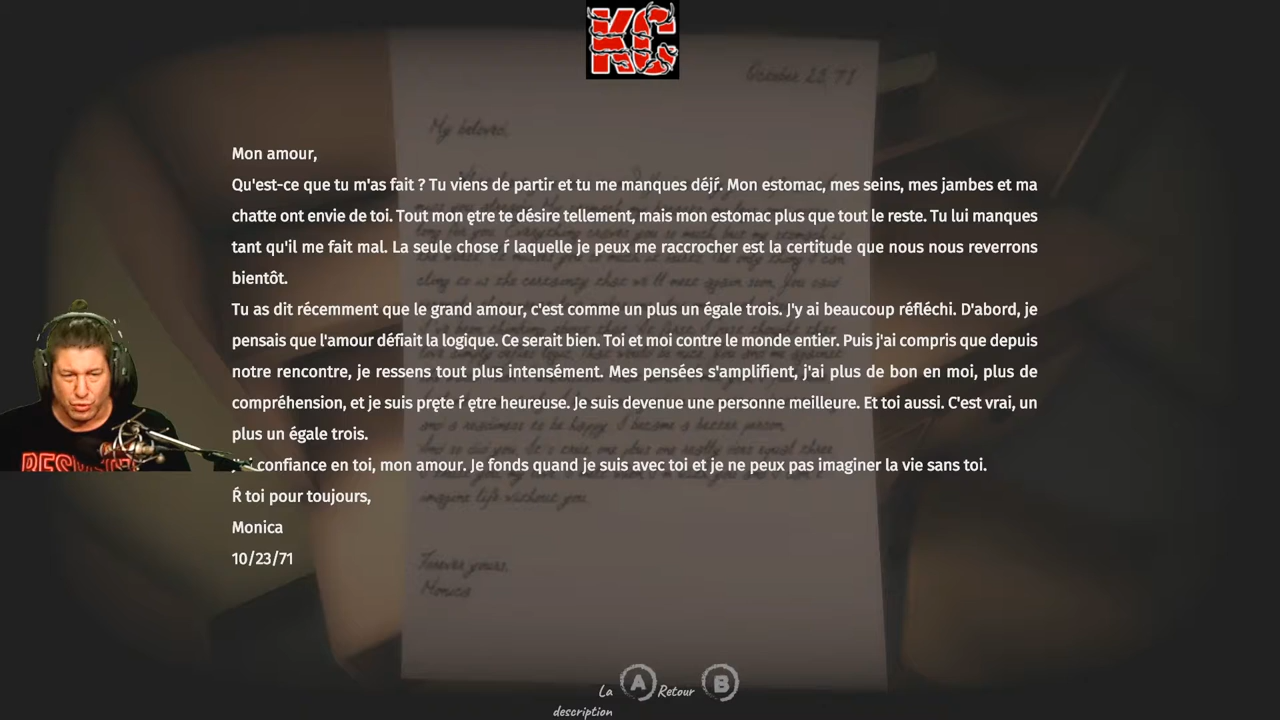 KC
October 23, 71
My beloved,
Mon amour,
Qu'est-ce que tu m'as fait ? Tu viens de partir et tu me manques déjŕ. Mon estomac, mes seins, mes jambes et ma
chatte ont envie de toi. Tout mon ętre te désire tellement, mais mon estomac plus que tout le reste. Tu lui manques
tant qu'il me fait mal. La seule chose ŕ laquelle je peux me raccrocher est la certitude que nous nous reverrons
bientôt.
Tu as dit récemment que le grand amour, c'est comme un plus un égale trois. J'y ai beaucoup réfléchi. D'abord, je
pensais que l'amour défiait la logique. Ce serait bien. Toi et moi contre le monde entier. Puis j'ai compris que depuis
notre rencontre, je ressens tout plus intensément. Mes pensées s'amplifient, j'ai plus de bon en moi, plus de
compréhension, et je suis pręte ŕ ętre heureuse. Je suis devenue une personne meilleure. Et toi aussi. C'est vrai, un
plus un égale trois.
J'ai confiance en toi, mon amour. Je fonds quand je suis avec toi et je ne peux pas imaginer la vie sans toi.
Ŕ toi pour toujours,
Monica
10/23/71
imagine life without you.
Forever yours,
Monica
La description
A
Retour
B